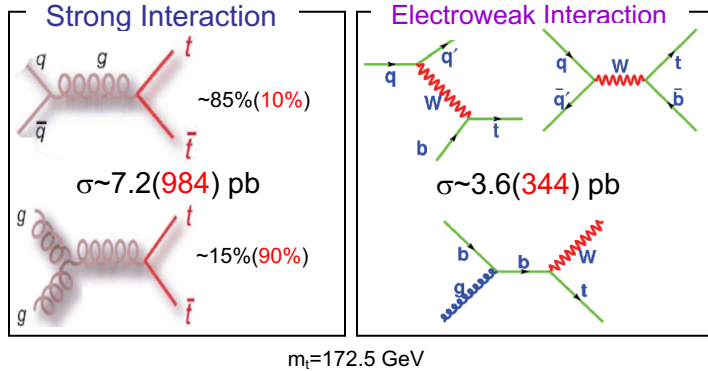 Strong Interaction
q
g
t
q̄
t̄
~85%(10%)
σ~7.2(984) pb
g
g
t
t̄
~15%(90%)
Electroweak Interaction
q
q′
W
b
t
q
W
t
q̄′
b̄
σ~3.6(344) pb
b
g
b
W
t
mₜ=172.5 GeV